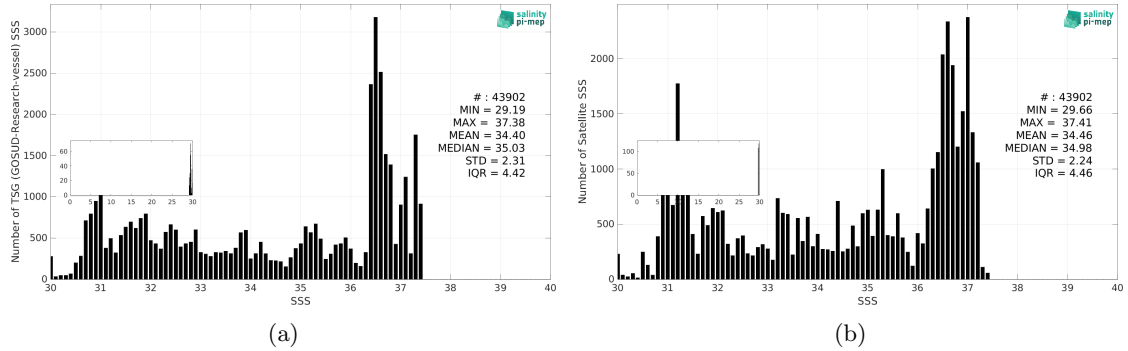 Number of TSG (GOSUD-Research-vessel) SSS
3000
2500
2000
1500
1000
500
0
30 31 32 33 34 35 36 37 38 39 40
SSS
60
40
20
0
0 5 10 15 20 25 30
salinity
pi-mep
# : 43902
MIN = 29.19
MAX = 37.38
MEAN = 34.40
MEDIAN = 35.03
STD = 2.31
IQR = 4.42
(a)
Number of Satellite SSS
2000
1500
1000
500
0
30 31 32 33 34 35 36 37 38 39 40
SSS
100
50
0
0 5 10 15 20 25 30
salinity
pi-mep
# : 43902
MIN = 29.66
MAX = 37.41
MEAN = 34.46
MEDIAN = 34.98
STD = 2.24
IQR = 4.46
(b)